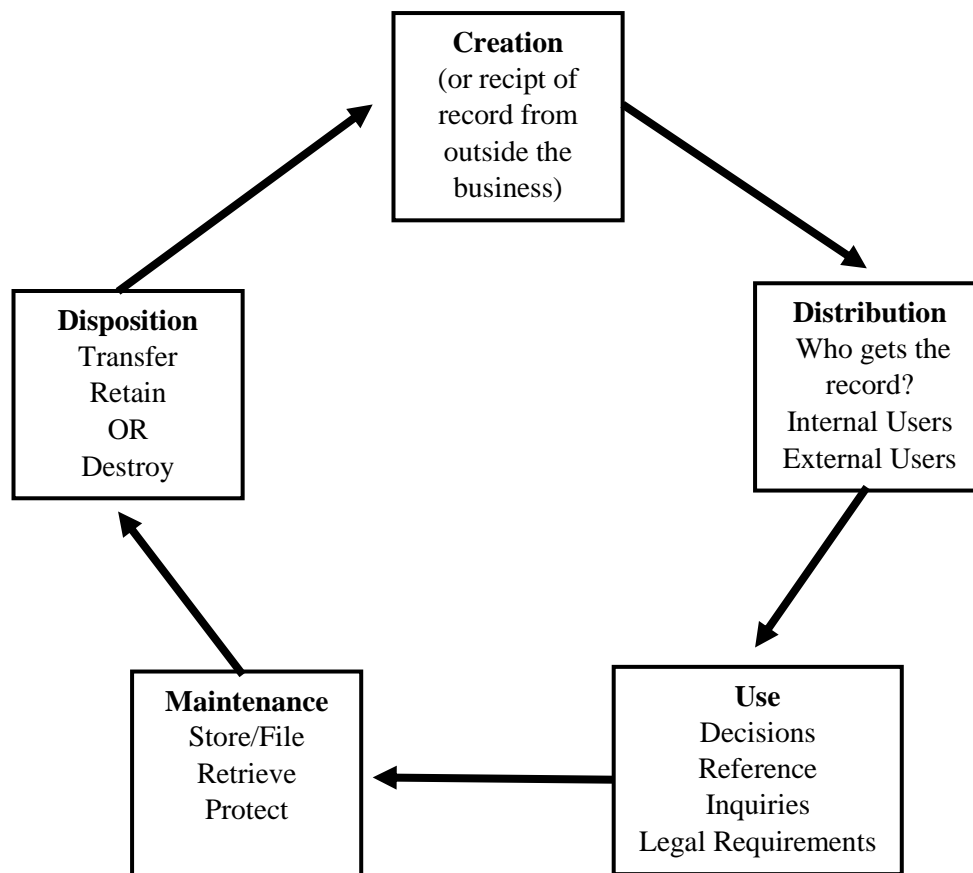 Creation
(or recipt of
record from
outside the
business)
Distribution
Who gets the
record?
Internal Users
External Users
Use
Decisions
Reference
Inquiries
Legal Requirements
Maintenance
Store/File
Retrieve
Protect
Disposition
Transfer
Retain
OR
Destroy